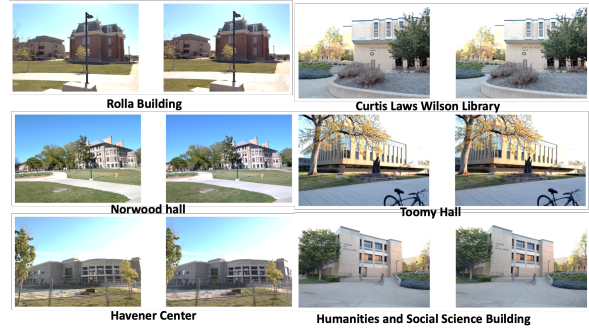 Rolla Building
Curtis Laws Wilson Library
Norwood hall
Toomy Hall
Havener Center
Humanities and Social Science Building